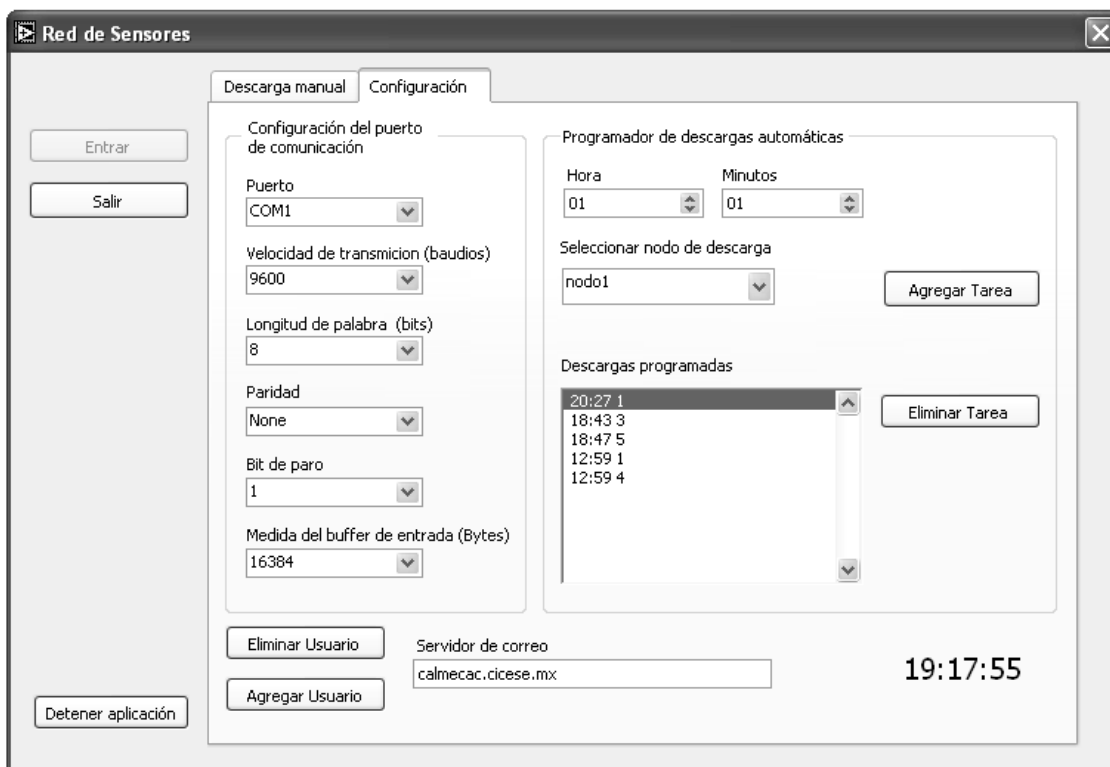 Red de Sensores
Descarga manual
Configuración
Entrar
Salir
Configuración del puerto
de comunicación
Puerto
COM1
Velocidad de transmicion (baudios)
9600
Longitud de palabra (bits)
8
Paridad
None
Bit de paro
1
Medida del buffer de entrada (Bytes)
16384
Programador de descargas automáticas
Hora
Minutos
01
01
Seleccionar nodo de descarga
nodo1
Agregar Tarea
Descargas programadas
20:27 1
18:43 3
18:47 5
12:59 1
12:59 4
Eliminar Tarea
Eliminar Usuario
Agregar Usuario
Servidor de correo
calmecac.cicese.mx
19:17:55
Detener aplicación